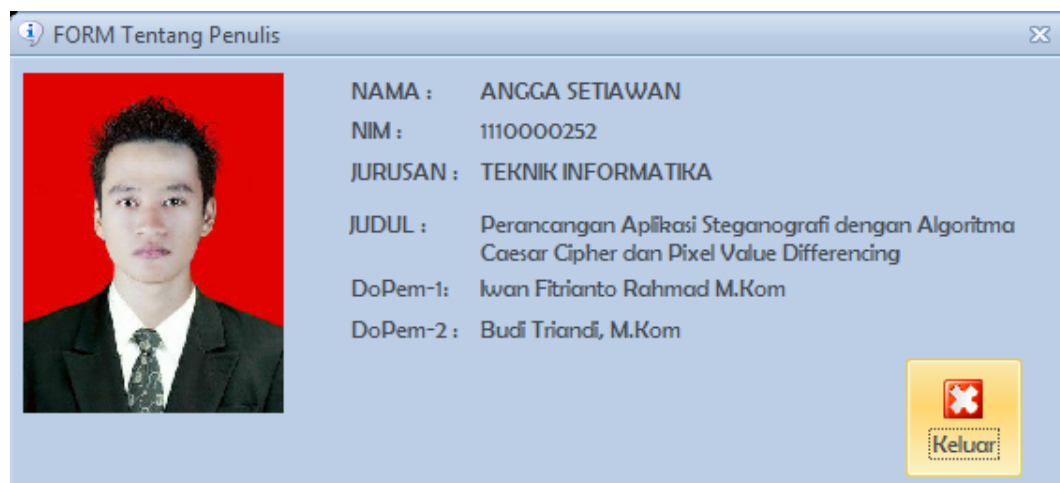 FORM Tentang Penulis
NAMA : ANGGA SETIAWAN
NIM : 1110000252
JURUSAN : TEKNIK INFORMATIKA
JUDUL : Perancangan Aplikasi Steganografi dengan Algoritma
Caesar Cipher dan Pixel Value Differencing
DoPem-1: Iwan Fitrianto Rahmad M.Kom
DoPem-2 : Budi Triandi, M.Kom
Keluar